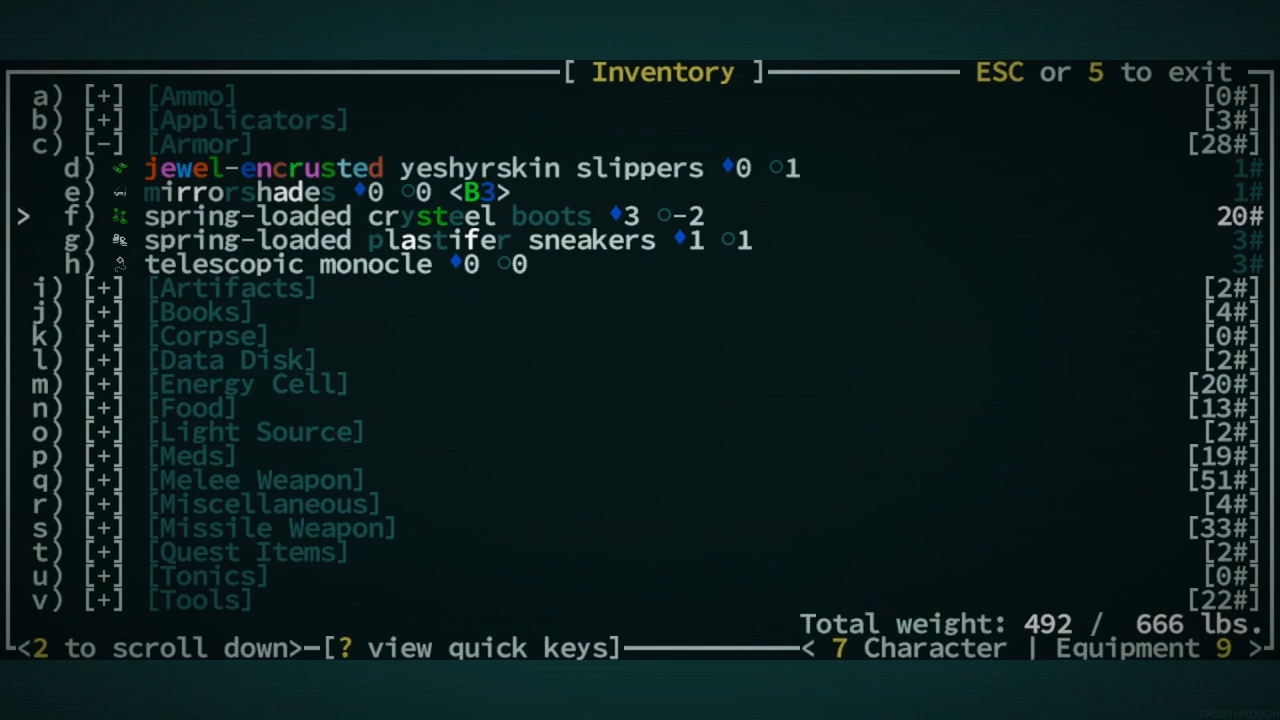 [ Inventory ] ESC or 5 to exit
a) [+] [Ammo] [0#]
b) [+] [Applicators] [3#]
c) [-] [Armor] [28#]
d) jewel-encrusted yeshyrskin slippers ♦0 ○1 1#
e) mirrorshades ♦0 ○0 <B3> 1#
> f) spring-loaded crysteel boots ♦3 ○-2 20#
g) spring-loaded plastifer sneakers ♦1 ○1 3#
h) telescopic monocle ♦0 ○0 3#
i) [+] [Artifacts] [2#]
j) [+] [Books] [4#]
k) [+] [Corpse] [0#]
l) [+] [Data Disk] [2#]
m) [+] [Energy Cell] [20#]
n) [+] [Food] [13#]
o) [+] [Light Source] [2#]
p) [+] [Meds] [19#]
q) [+] [Melee Weapon] [51#]
r) [+] [Miscellaneous] [4#]
s) [+] [Missile Weapon] [33#]
t) [+] [Quest Items] [2#]
u) [+] [Tonics] [0#]
v) [+] [Tools] [22#]
Total weight: 492 / 666 lbs.
<2 to scroll down> [? view quick keys] < 7 Character | Equipment 9 >